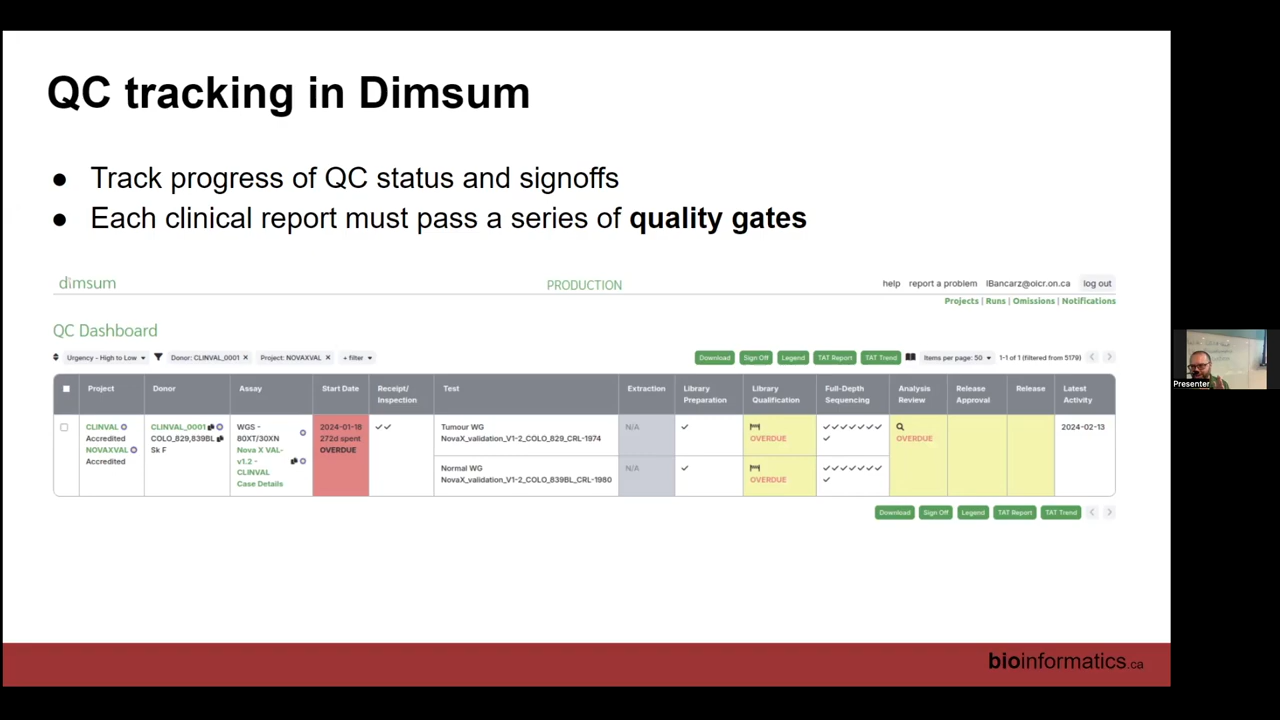 QC tracking in Dimsum
● Track progress of QC status and signoffs
● Each clinical report must pass a series of quality gates
dimsum
PRODUCTION
help report a problem IBancarz@oicr.on.ca log out
Projects | Runs | Omissions | Notifications
QC Dashboard
Urgency - High to Low Donor: CLINVAL_0001 × Project: NOVAXVAL × + filter
Download Sign Off Legend TAT Report TAT Trend Items per page: 50 1-1 of 1 (filtered from 5179)
Project Donor Assay Start Date Receipt/ Inspection Test Extraction Library Preparation Library Qualification Full-Depth Sequencing Analysis Review Release Approval Release Latest Activity
CLINVAL
Accredited
NOVAXVAL
Accredited
CLINVAL_0001
COLO_829,839BL
Sk F
WGS -
80XT/30XN
Nova X VAL-
v1.2 -
CLINVAL
Case Details
2024-01-18
272d spent
OVERDUE
✓✓
Tumour WG
NovaX_validation_V1-2_COLO_829_CRL-1974
N/A
✓
OVERDUE
✓✓✓✓✓✓✓
✓
Normal WG
NovaX_validation_V1-2_COLO_839BL_CRL-1980
N/A
✓
OVERDUE
✓✓✓✓✓✓✓
✓
OVERDUE
2024-02-13
Download Sign Off Legend TAT Report TAT Trend
bioinformatics.ca
Presenter